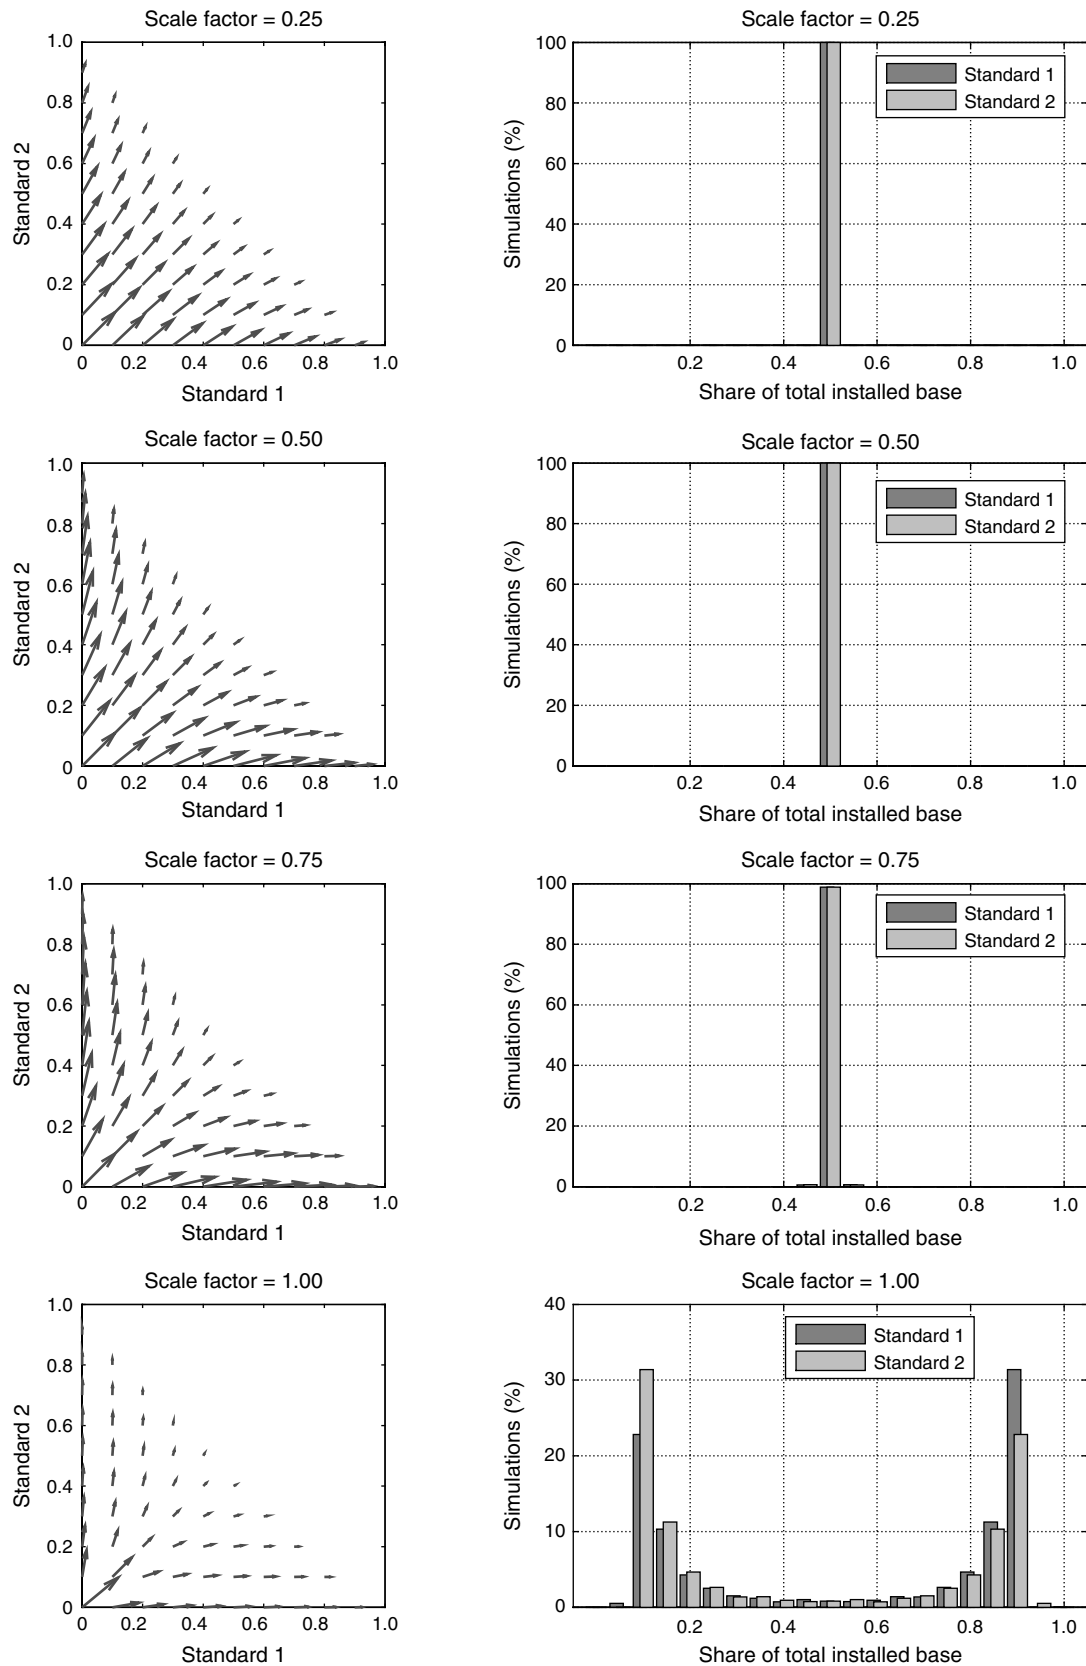 Scale factor = 0.25
1.0
0.8
0.6
0.4
0.2
0
Standard 2
0
0.2
0.4
0.6
0.8
1.0
Standard 1
Scale factor = 0.25
100
80
60
40
20
0
Simulations (%)
Standard 1
Standard 2
0.2
0.4
0.6
0.8
1.0
Share of total installed base
Scale factor = 0.50
1.0
0.8
0.6
0.4
0.2
0
Standard 2
0
0.2
0.4
0.6
0.8
1.0
Standard 1
Scale factor = 0.50
100
80
60
40
20
0
Simulations (%)
Standard 1
Standard 2
0.2
0.4
0.6
0.8
1.0
Share of total installed base
Scale factor = 0.75
1.0
0.8
0.6
0.4
0.2
0
Standard 2
0
0.2
0.4
0.6
0.8
1.0
Standard 1
Scale factor = 0.75
100
80
60
40
20
0
Simulations (%)
Standard 1
Standard 2
0.2
0.4
0.6
0.8
1.0
Share of total installed base
Scale factor = 1.00
1.0
0.8
0.6
0.4
0.2
0
Standard 2
0
0.2
0.4
0.6
0.8
1.0
Standard 1
Scale factor = 1.00
40
30
20
10
0
Simulations (%)
Standard 1
Standard 2
0.2
0.4
0.6
0.8
1.0
Share of total installed base